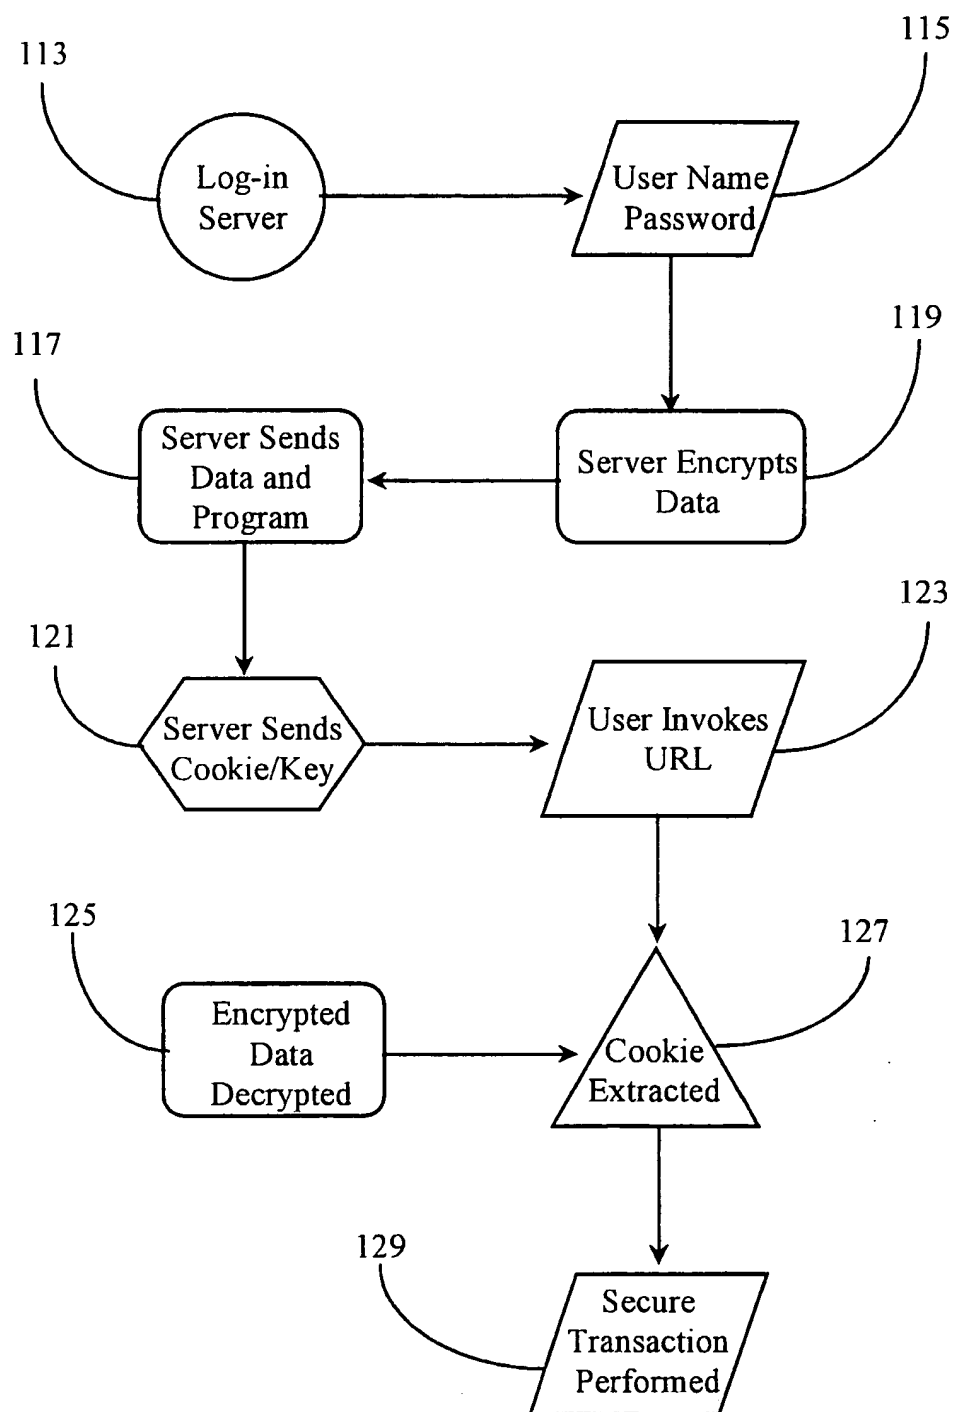 113
115
Log-in
Server
User Name
Password
117
119
Server Sends
Data and
Program
Server Encrypts
Data
121
123
Server Sends
Cookie/Key
User Invokes
URL
125
127
Encrypted
Data
Decrypted
Cookie
Extracted
129
Secure
Transaction
Performed